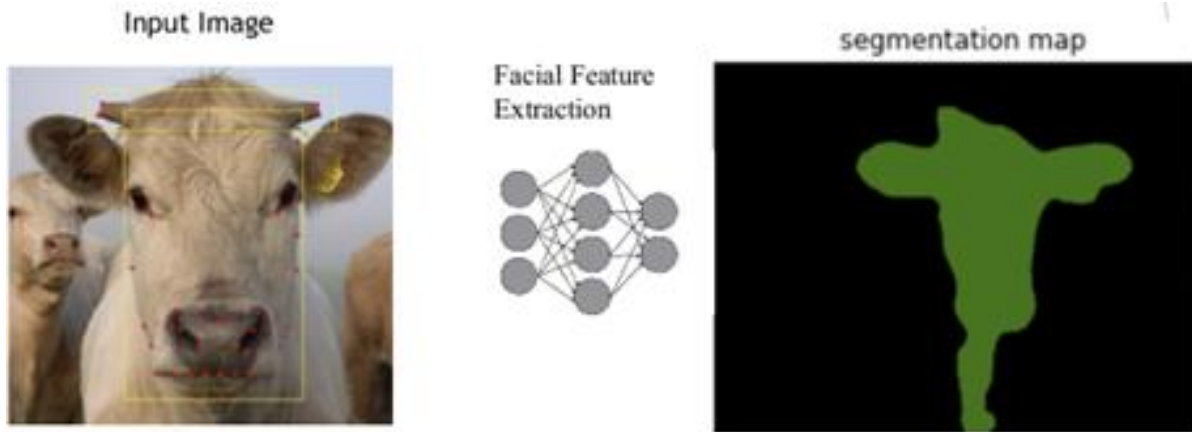 Input Image
Facial Feature
Extraction
segmentation map